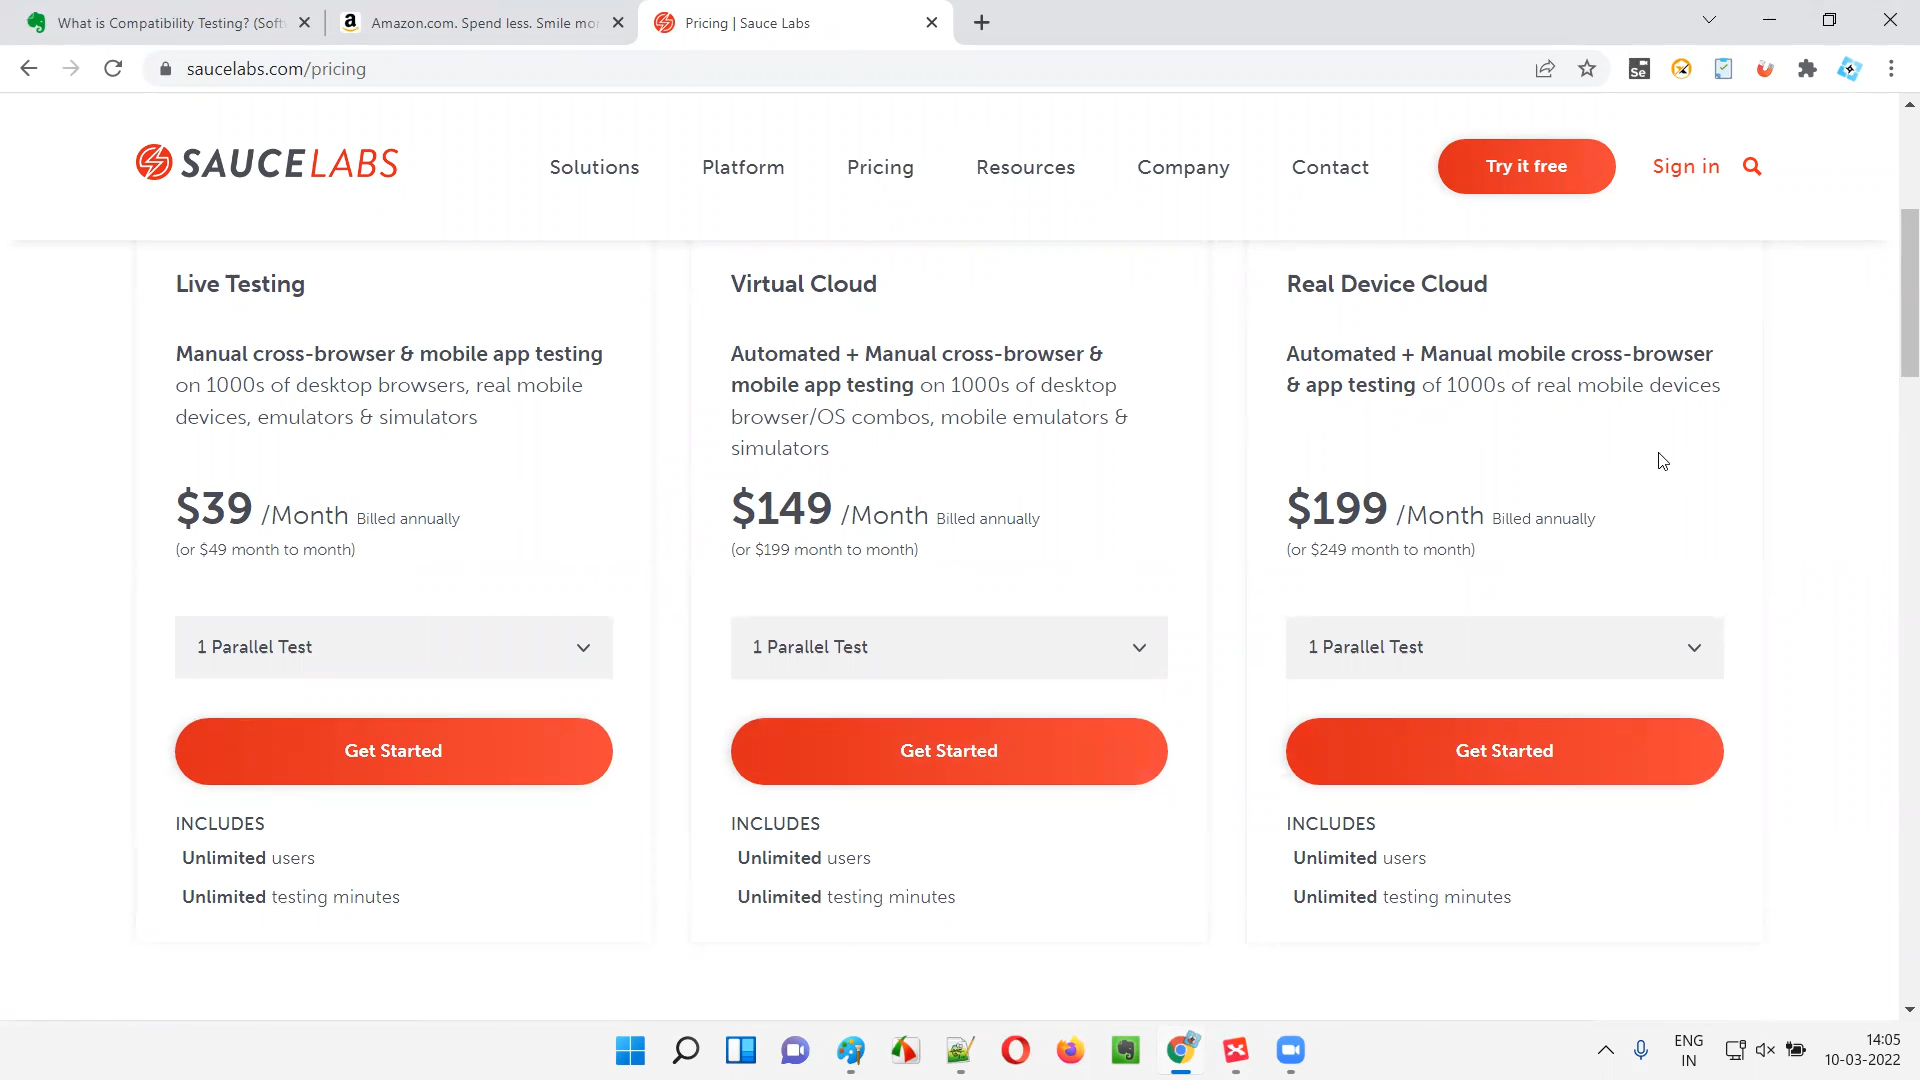 What is Compatibility Testing? (Soft
Amazon.com. Spend less. Smile mo
Pricing | Sauce Labs
saucelabs.com/pricing
SAUCELABS
Solutions
Platform
Pricing
Resources
Company
Contact
Try it free
Sign in
Live Testing
Manual cross-browser & mobile app testing
on 1000s of desktop browsers, real mobile
devices, emulators & simulators
$39 /Month Billed annually
(or $49 month to month)
1 Parallel Test
Get Started
INCLUDES
Unlimited users
Unlimited testing minutes
Virtual Cloud
Automated + Manual cross-browser &
mobile app testing on 1000s of desktop
browser/OS combos, mobile emulators &
simulators
$149 /Month Billed annually
(or $199 month to month)
1 Parallel Test
Get Started
INCLUDES
Unlimited users
Unlimited testing minutes
Real Device Cloud
Automated + Manual mobile cross-browser
& app testing of 1000s of real mobile devices
$199 /Month Billed annually
(or $249 month to month)
1 Parallel Test
Get Started
INCLUDES
Unlimited users
Unlimited testing minutes
ENG
IN
14:05
10-03-2022